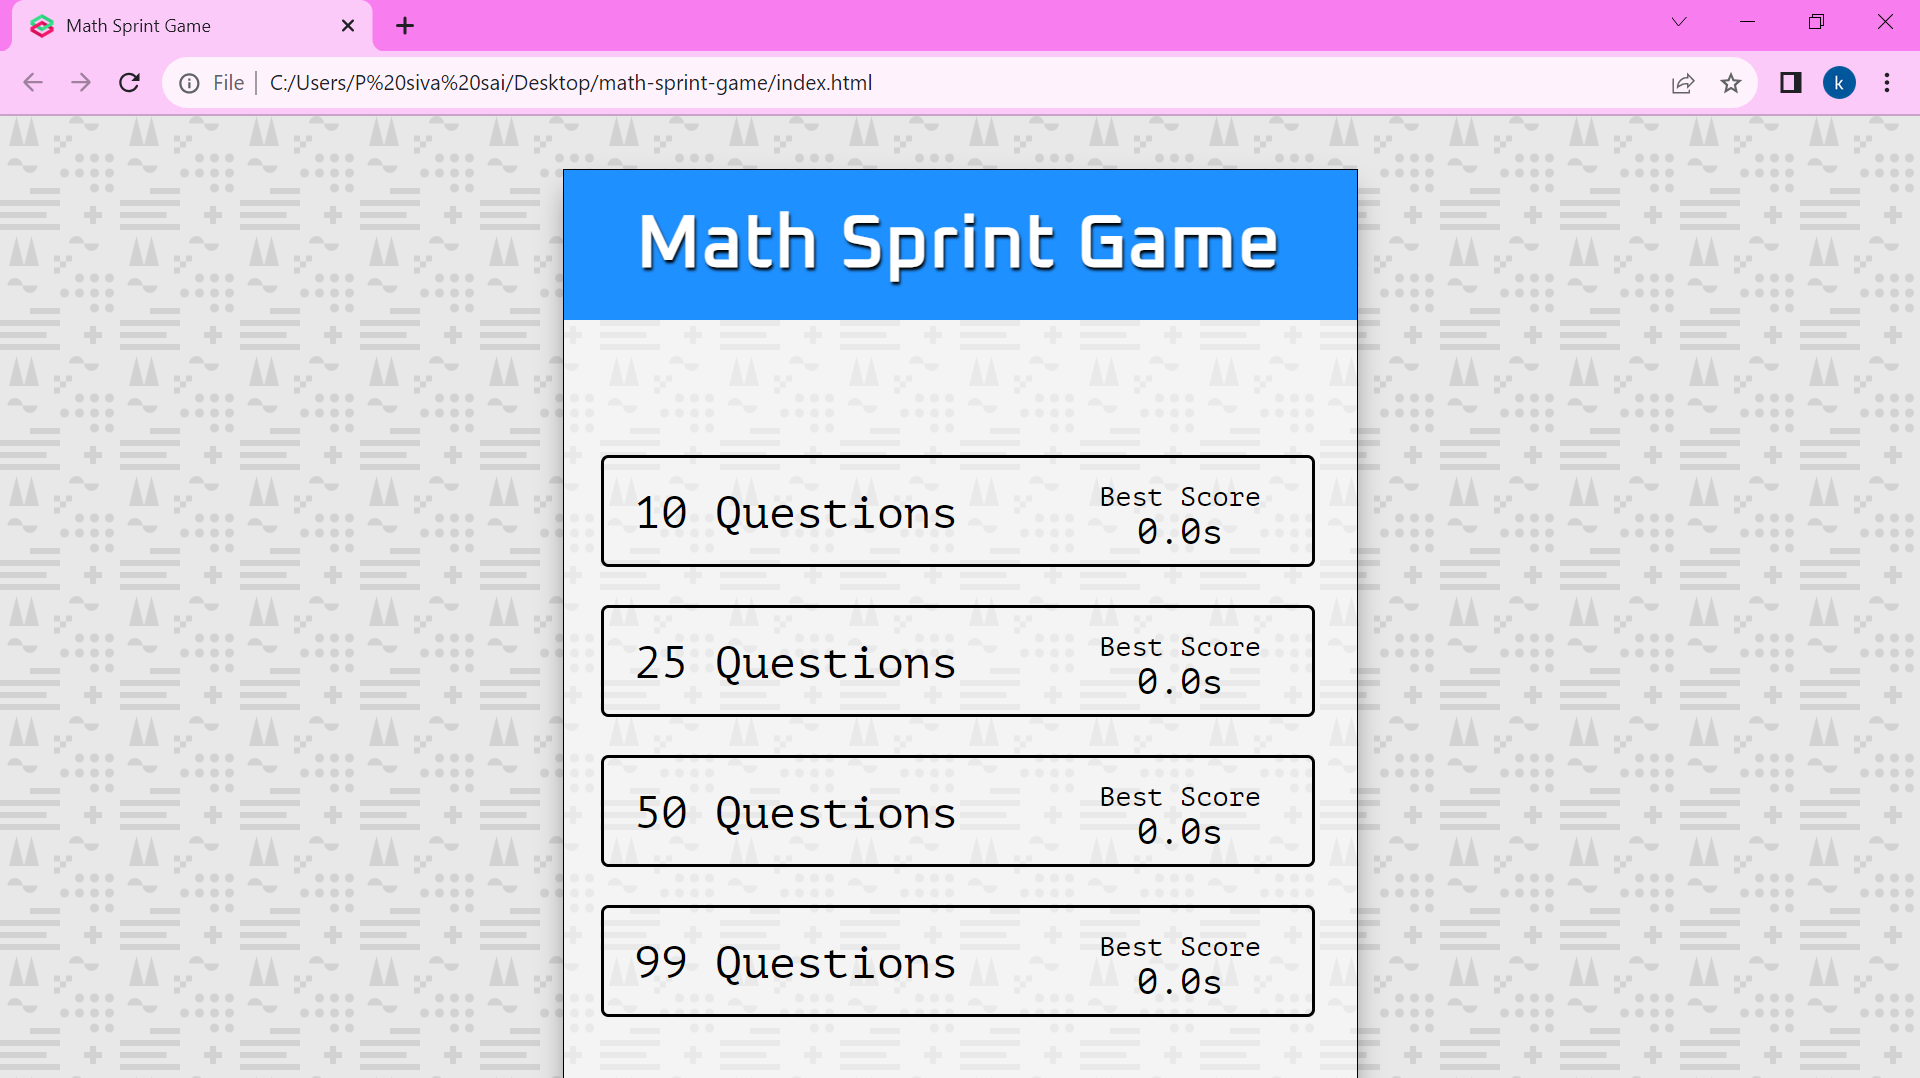 Math Sprint Game
File | C:/Users/P%20siva%20sai/Desktop/math-sprint-game/index.html
k
Math Sprint Game
10 Questions
Best Score
0.0s
25 Questions
Best Score
0.0s
50 Questions
Best Score
0.0s
99 Questions
Best Score
0.0s